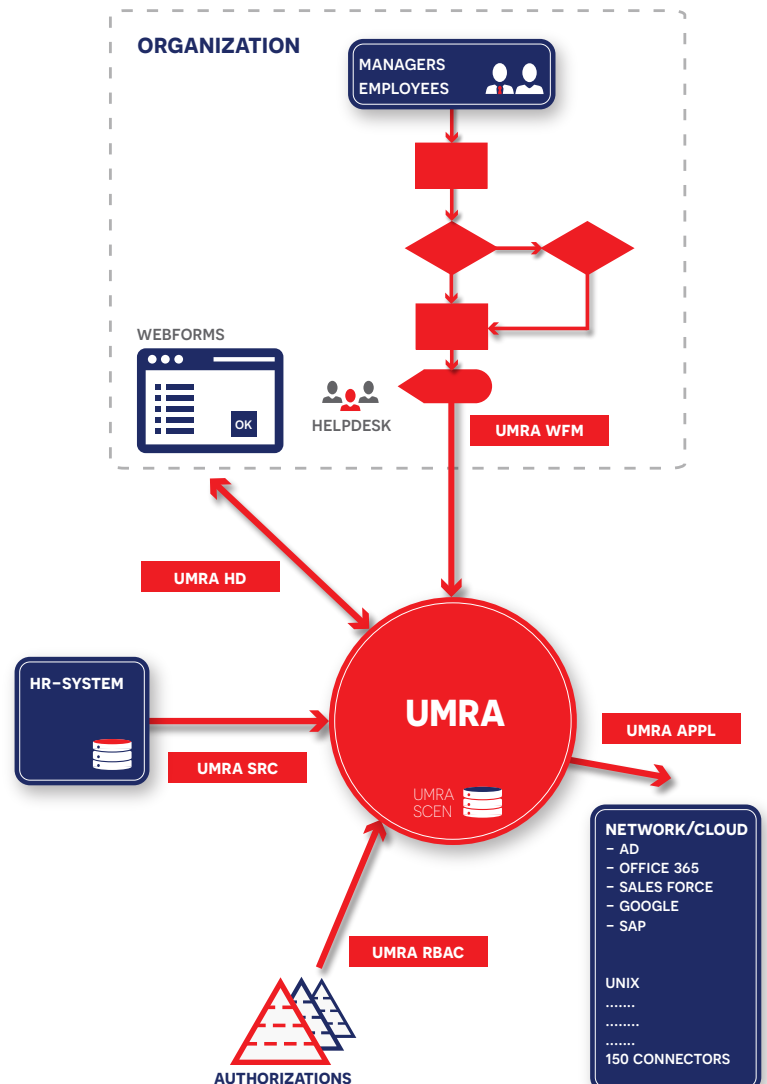 ORGANIZATION
MANAGERS
EMPLOYEES
WEBFORMS
OK
HELPDESK
UMRA WFM
UMRA HD
HR-SYSTEM
UMRA
UMRA APPL
UMRA SRC
UMRA
SCEN
NETWORK/CLOUD
- AD
- OFFICE 365
- SALES FORCE
- GOOGLE
- SAP
UMRA RBAC
UNIX
.......
........
.......
150 CONNECTORS
AUTHORIZATIONS